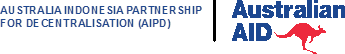 AUSTRALIA INDONESIA PARTNERSHIP
FOR DECENTRALISATION (AIPD)
Australian
AID